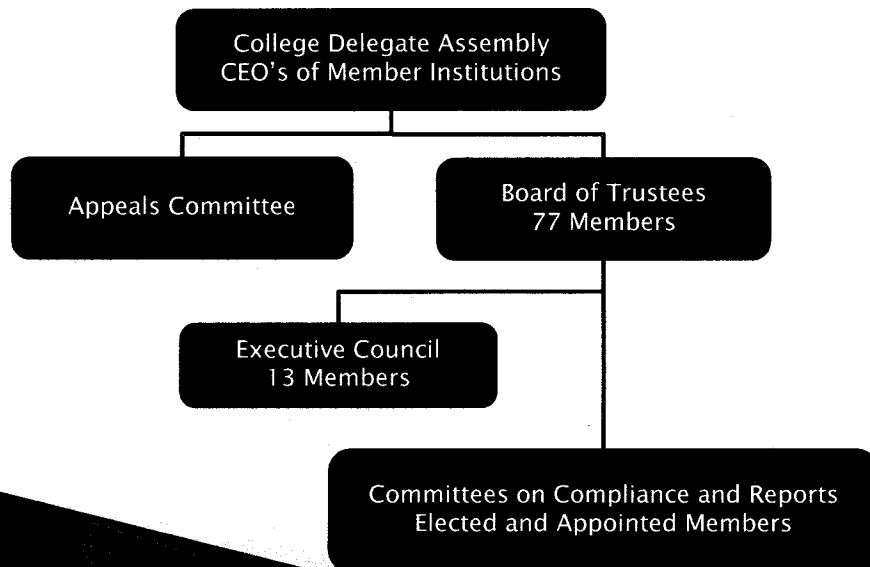 College Delegate Assembly
CEO's of Member Institutions
Appeals Committee
Board of Trustees
77 Members
Executive Council
13 Members
Committees on Compliance and Reports
Elected and Appointed Members